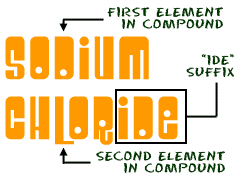 FIRST ELEMENT
IN COMPOUND
SODIUM
"IDE"
SUFFIX
CHLORIDE
SECOND ELEMENT
IN COMPOUND